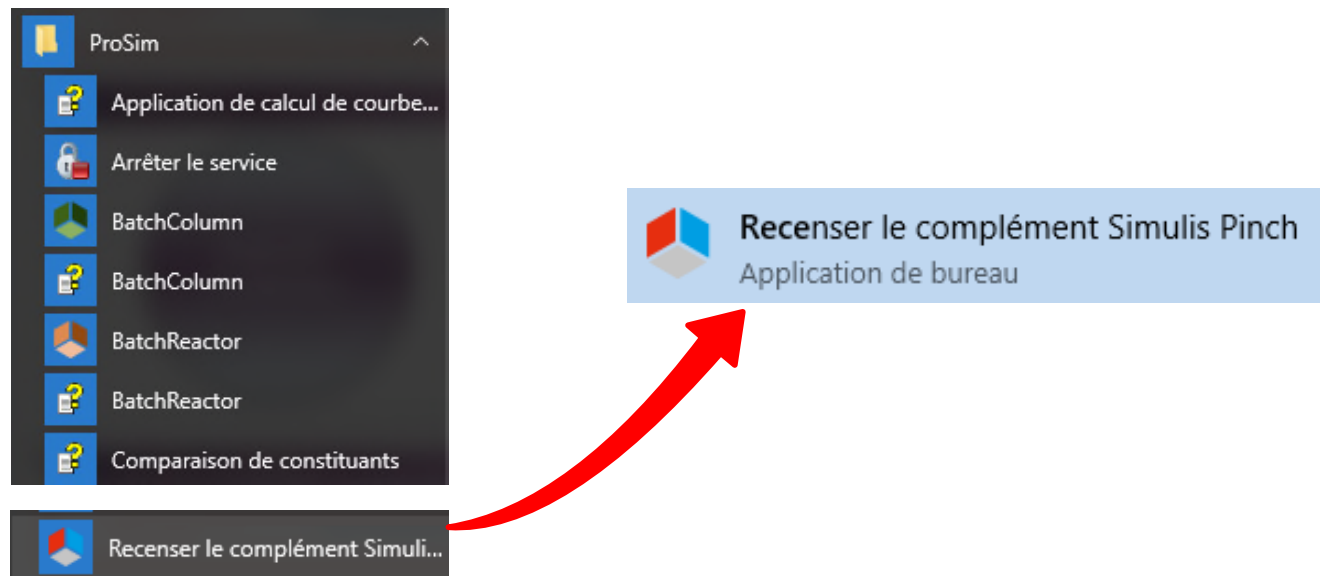 ProSim
Application de calcul de courbe...
Arrêter le service
BatchColumn
BatchColumn
BatchReactor
BatchReactor
Comparaison de constituants
Recenser le complément Simuli...
Recenser le complément Simulis Pinch
Application de bureau